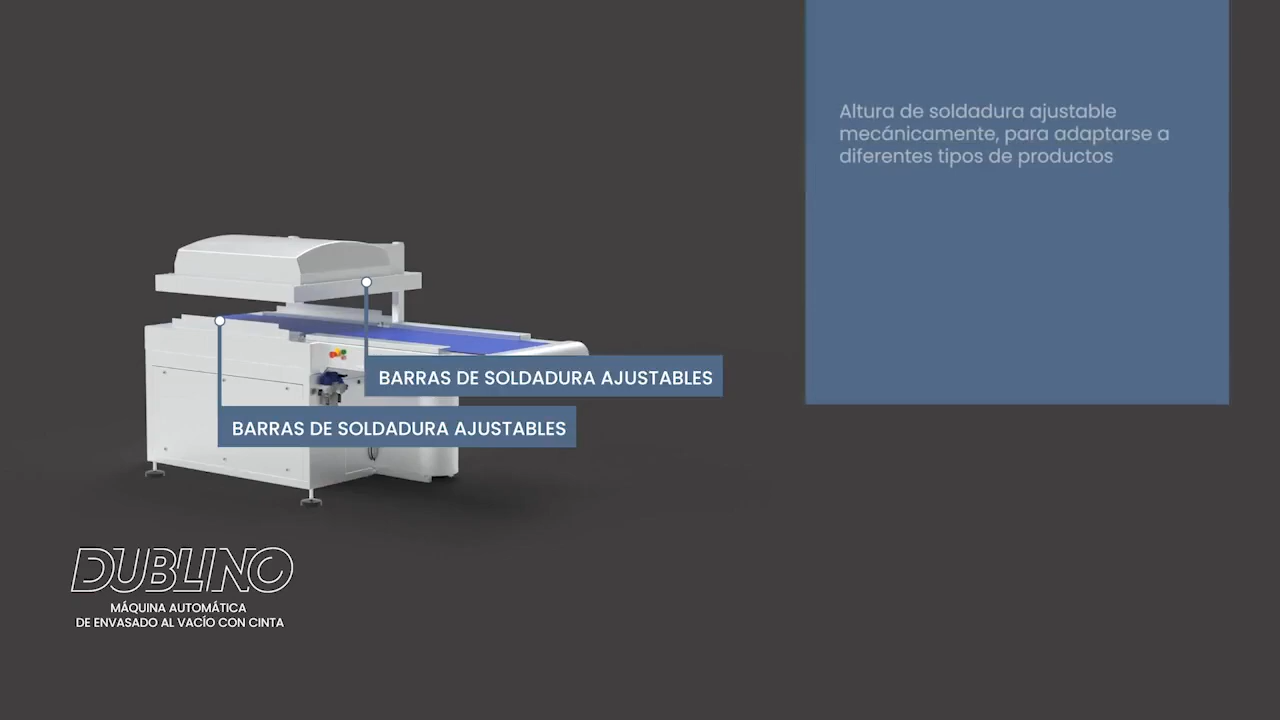 Altura de soldadura ajustable
mecánicamente, para adaptarse a
diferentes tipos de productos
BARRAS DE SOLDADURA AJUSTABLES
BARRAS DE SOLDADURA AJUSTABLES
DUBLINO
MÁQUINA AUTOMÁTICA
DE ENVASADO AL VACÍO CON CINTA